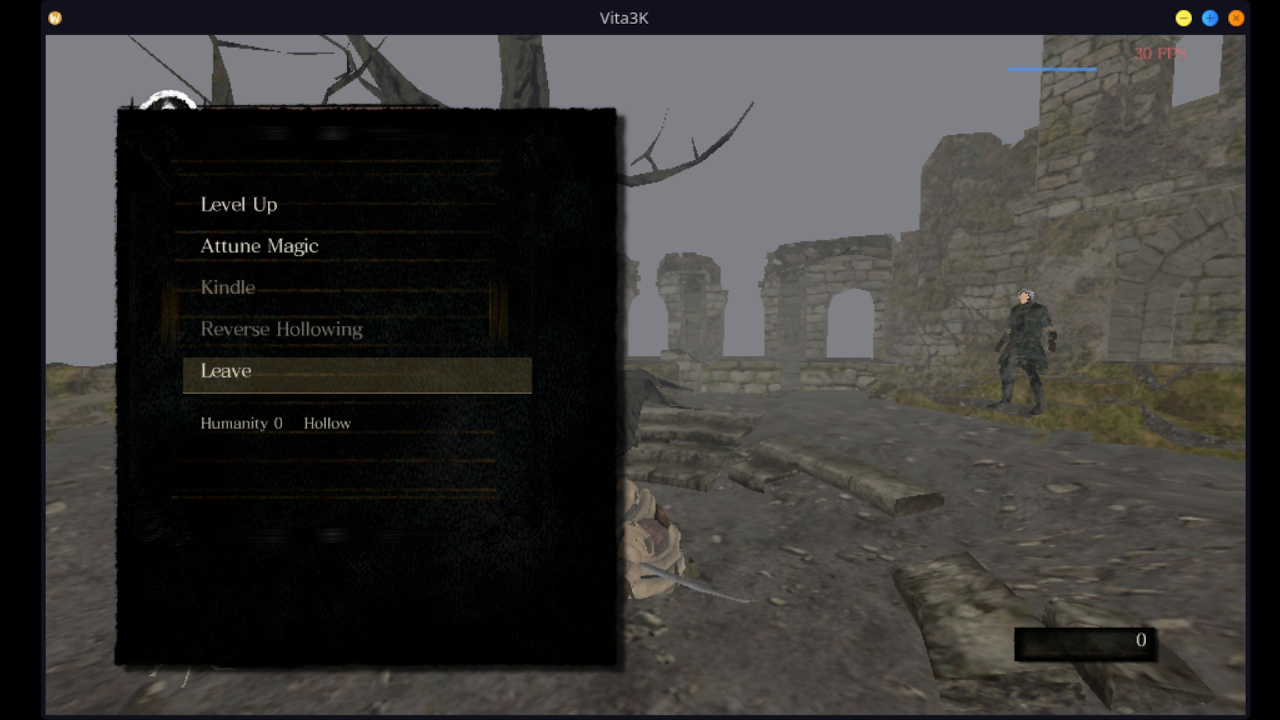 Vita3K
30 FPS
Level Up
Attune Magic
Kindle
Reverse Hollowing
Leave
Humanity 0 Hollow
0